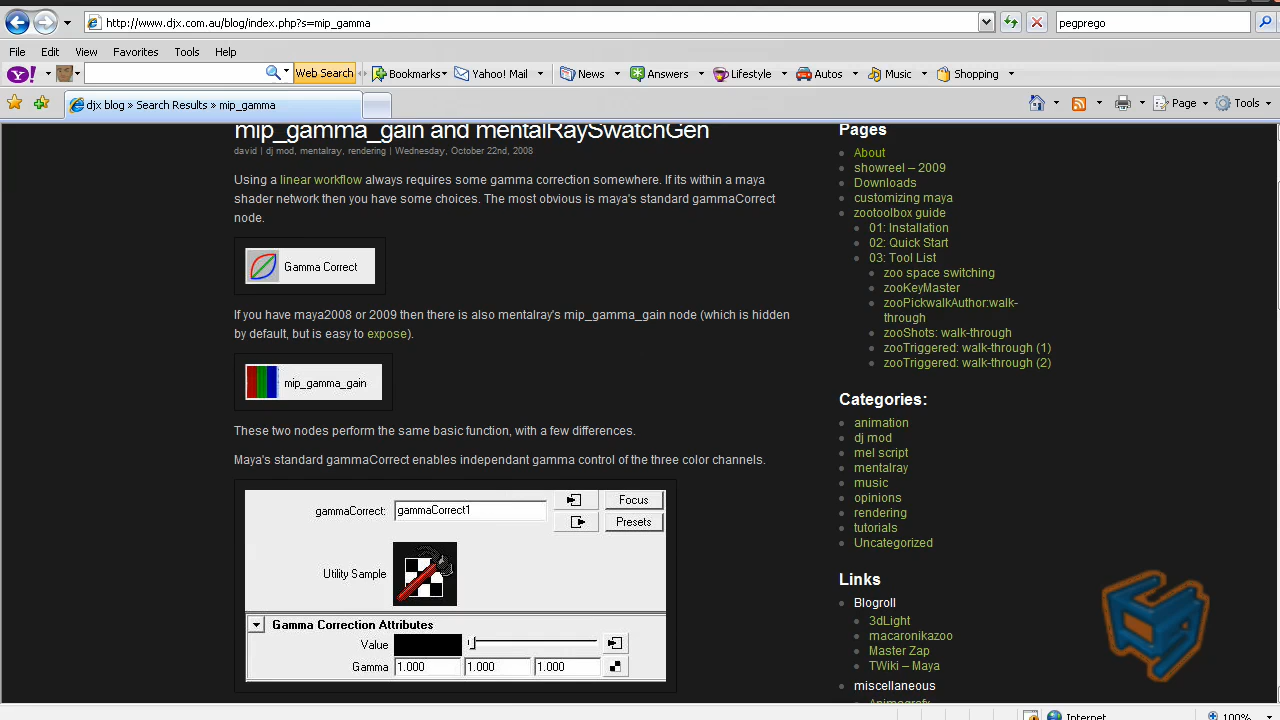 http://www.djx.com.au/blog/index.php?s=mip_gamma
pegprego
File Edit View Favorites Tools Help
Y! Web Search Bookmarks Yahoo! Mail News Answers Lifestyle Autos Music Shopping
djx blog » Search Results » mip_gamma
Page Tools
mip_gamma_gain and mentalRaySwatchGen
david | dj mod, mentalray, rendering | Wednesday, October 22nd, 2008
Using a linear workflow always requires some gamma correction somewhere. If its within a maya
shader network then you have some choices. The most obvious is maya's standard gammaCorrect
node.
Gamma Correct
If you have maya2008 or 2009 then there is also mentalray's mip_gamma_gain node (which is hidden
by default, but is easy to expose).
mip_gamma_gain
These two nodes perform the same basic function, with a few differences.
Maya's standard gammaCorrect enables independant gamma control of the three color channels.
gammaCorrect: gammaCorrect1
Focus
Presets
Utility Sample
Gamma Correction Attributes
Value
Gamma 1.000 1.000 1.000
Pages
About
showreel – 2009
Downloads
customizing maya
zootoolbox guide
01: Installation
02: Quick Start
03: Tool List
zoo space switching
zooKeyMaster
zooPickwalkAuthor:walk-
through
zooShots: walk-through
zooTriggered: walk-through (1)
zooTriggered: walk-through (2)
Categories:
animation
dj mod
mel script
mentalray
music
opinions
rendering
tutorials
Uncategorized
Links
Blogroll
3dLight
macaronikazoo
Master Zap
TWiki – Maya
miscellaneous
Internet
100%